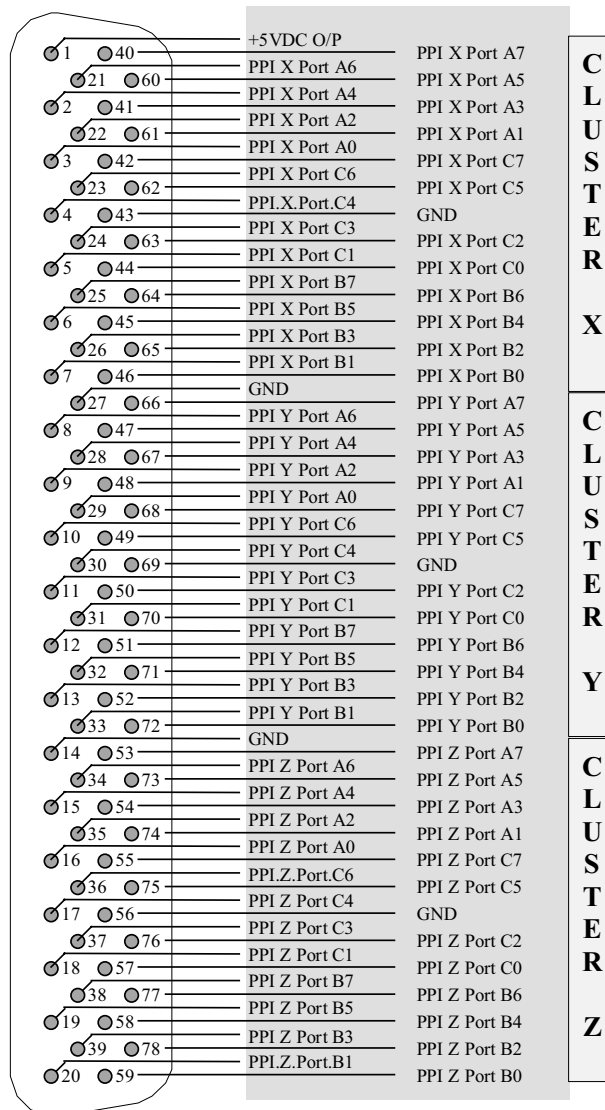 +5VDC O/P
1 40 PPI X Port A7
PPI X Port A6
21 60 PPI X Port A5
PPI X Port A4
2 41 PPI X Port A3
PPI X Port A2
22 61 PPI X Port A1
PPI X Port A0
3 42 PPI X Port C7
PPI X Port C6
23 62 PPI X Port C5
PPI.X.Port.C4
4 43 GND
PPI X Port C3
24 63 PPI X Port C2
PPI X Port C1
5 44 PPI X Port C0
PPI X Port B7
25 64 PPI X Port B6
PPI X Port B5
6 45 PPI X Port B4
PPI X Port B3
26 65 PPI X Port B2
PPI X Port B1
7 46 PPI X Port B0
GND
27 66 PPI Y Port A7
PPI Y Port A6
8 47 PPI Y Port A5
PPI Y Port A4
28 67 PPI Y Port A3
PPI Y Port A2
9 48 PPI Y Port A1
PPI Y Port A0
29 68 PPI Y Port C7
PPI Y Port C6
10 49 PPI Y Port C5
PPI Y Port C4
30 69 GND
PPI Y Port C3
11 50 PPI Y Port C2
PPI Y Port C1
31 70 PPI Y Port C0
PPI Y Port B7
12 51 PPI Y Port B6
PPI Y Port B5
32 71 PPI Y Port B4
PPI Y Port B3
13 52 PPI Y Port B2
PPI Y Port B1
33 72 PPI Y Port B0
GND
14 53 PPI Z Port A7
PPI Z Port A6
34 73 PPI Z Port A5
PPI Z Port A4
15 54 PPI Z Port A3
PPI Z Port A2
35 74 PPI Z Port A1
PPI Z Port A0
16 55 PPI Z Port C7
PPI.Z.Port.C6
36 75 PPI Z Port C5
PPI Z Port C4
17 56 GND
PPI Z Port C3
37 76 PPI Z Port C2
PPI Z Port C1
18 57 PPI Z Port C0
PPI Z Port B7
38 77 PPI Z Port B6
PPI Z Port B5
19 58 PPI Z Port B4
PPI Z Port B3
39 78 PPI Z Port B2
PPI.Z.Port.B1
20 59 PPI Z Port B0
CLUSTER X
CLUSTER Y
CLUSTER Z